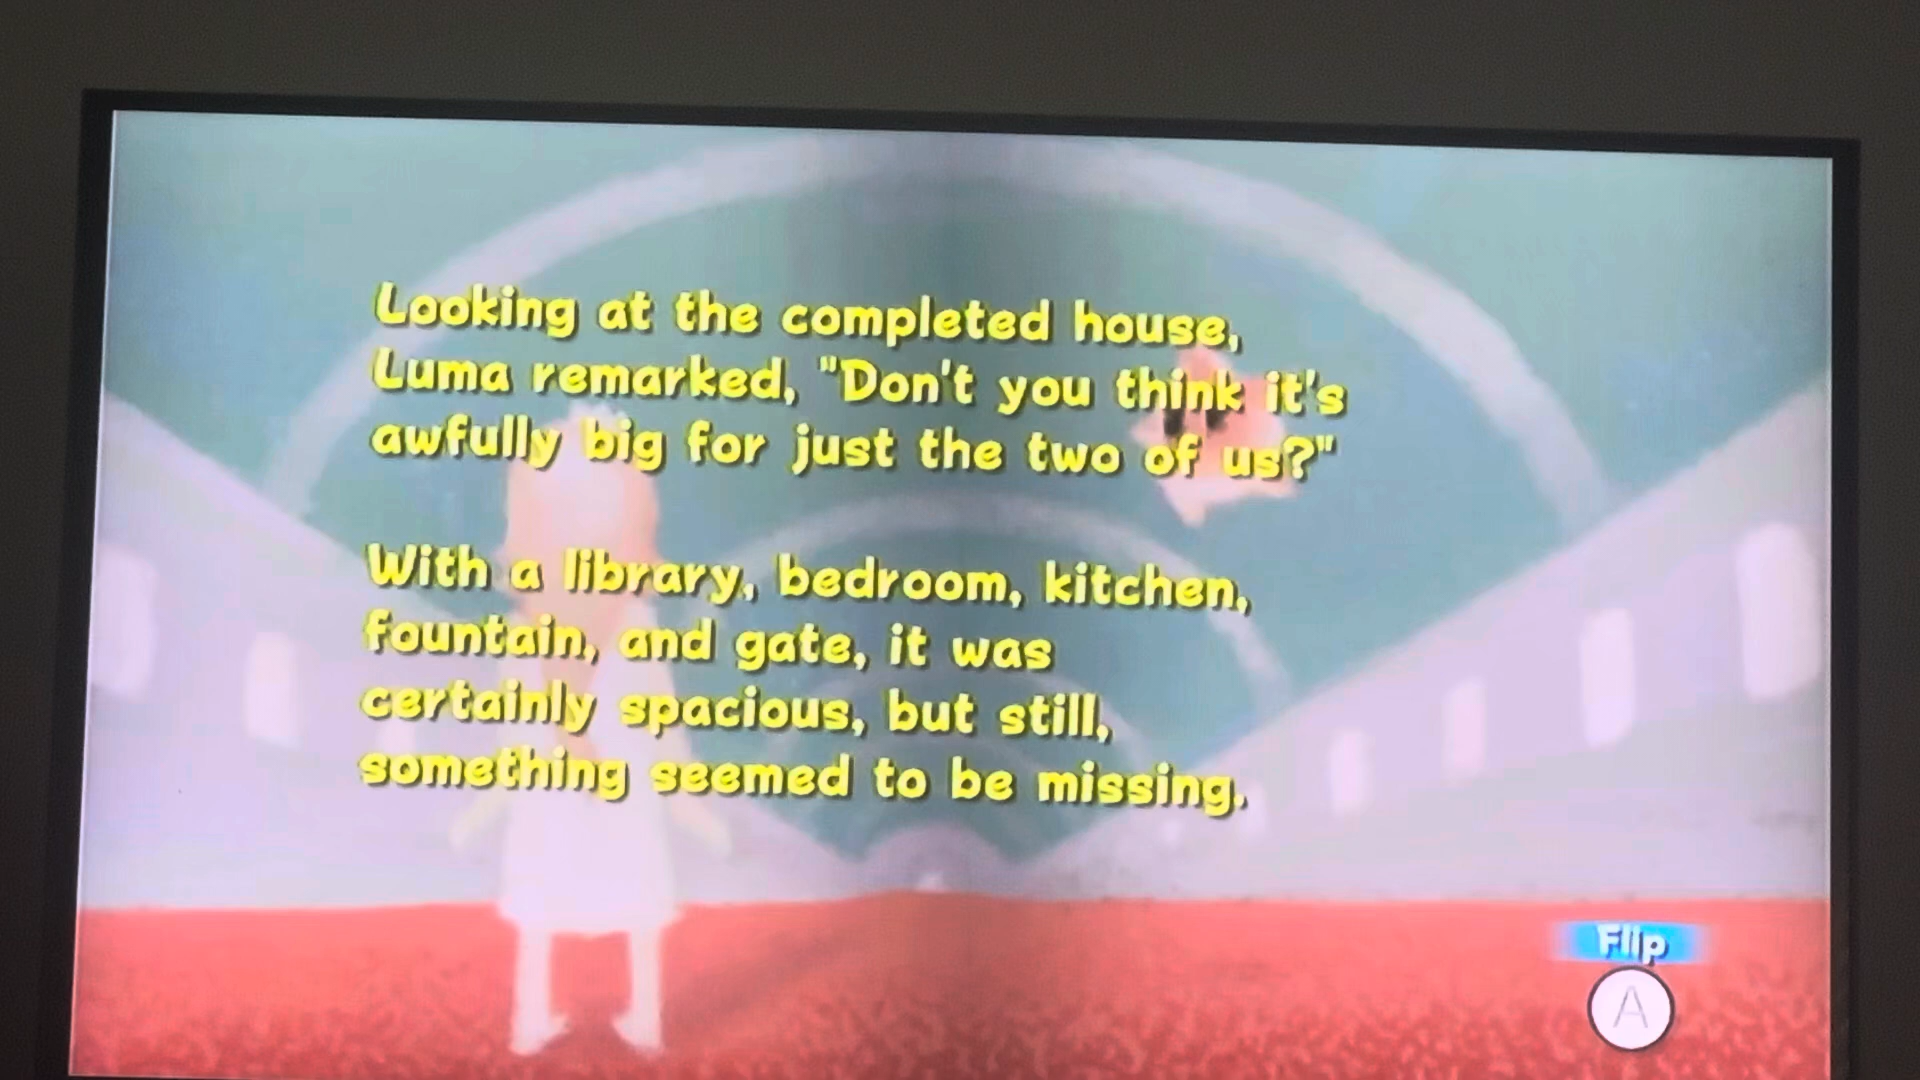 Looking at the completed house,
Luma remarked, "Don't you think it's
awfully big for just the two of us?"
With a library, bedroom, kitchen,
fountain, and gate, it was
certainly spacious, but still,
something seemed to be missing.
Flip
A